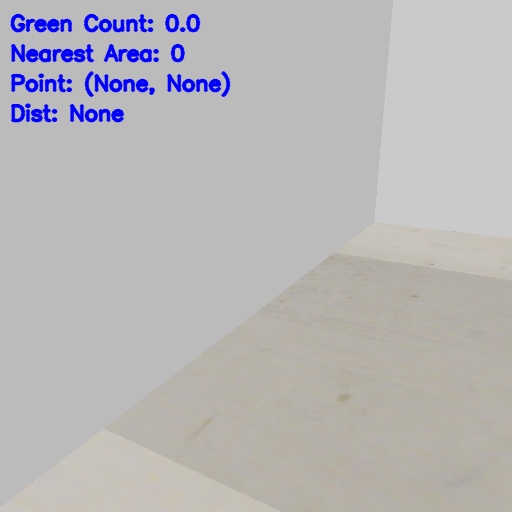 Green Count: 0.0
Nearest Area: 0
Point: (None, None)
Dist: None